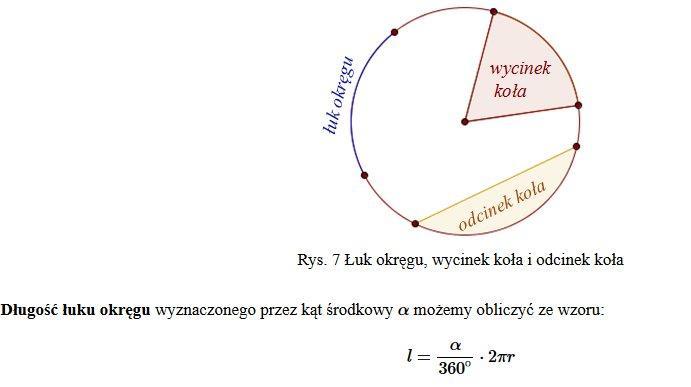 łuk okręgu
wycinek
koła
odcinek koła
Rys. 7 Łuk okręgu, wycinek koła i odcinek koła
Długość łuku okręgu wyznaczonego przez kąt środkowy α możemy obliczyć ze wzoru:
l = α/360° · 2πr